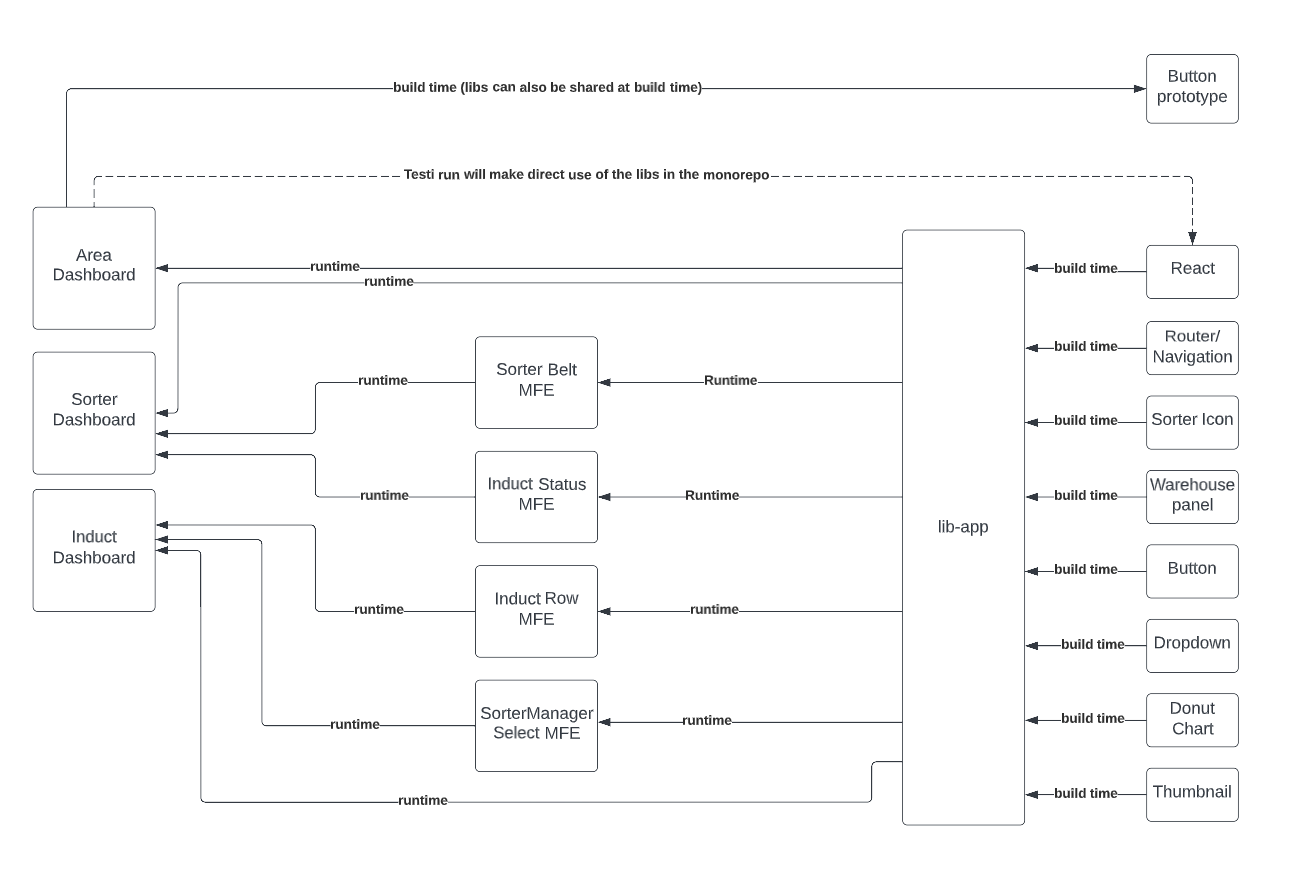 Button
prototype
build time (libs can also be shared at build time)
Testi run will make direct use of the libs in the monorepo
Area
Dashboard
runtime
runtime
build time
React
Sorter Belt
MFE
runtime
Runtime
build time
Router/
Navigation
Sorter
Dashboard
build time
Sorter Icon
Induct Status
MFE
runtime
Runtime
build time
Warehouse
panel
Induct
Dashboard
lib-app
build time
Button
Induct Row
MFE
runtime
runtime
build time
Dropdown
SorterManager
Select MFE
runtime
runtime
build time
Donut
Chart
runtime
build time
Thumbnail